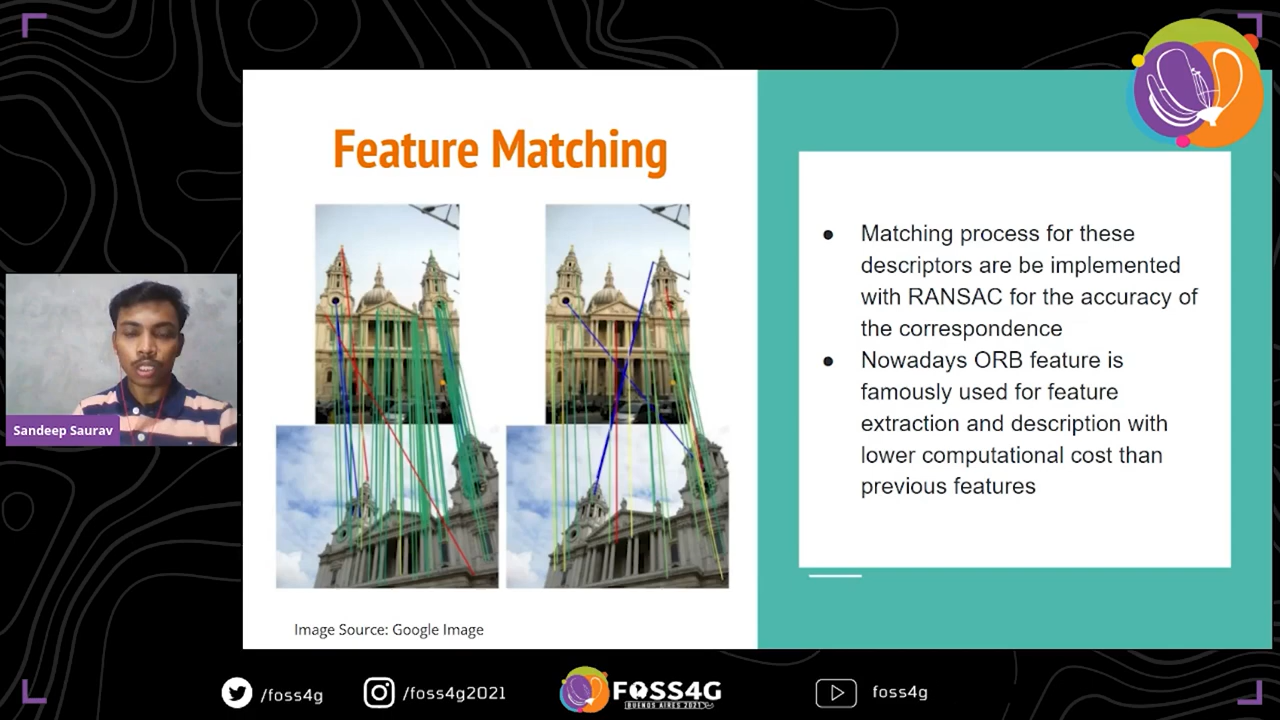 Feature Matching
Image Source: Google Image
Matching process for these
descriptors are be implemented
with RANSAC for the accuracy of
the correspondence
Nowadays ORB feature is
famously used for feature
extraction and description with
lower computational cost than
previous features
Sandeep Saurav
/foss4g
/foss4g2021
FOSS4G
BUENOS AIRES 2021
foss4g